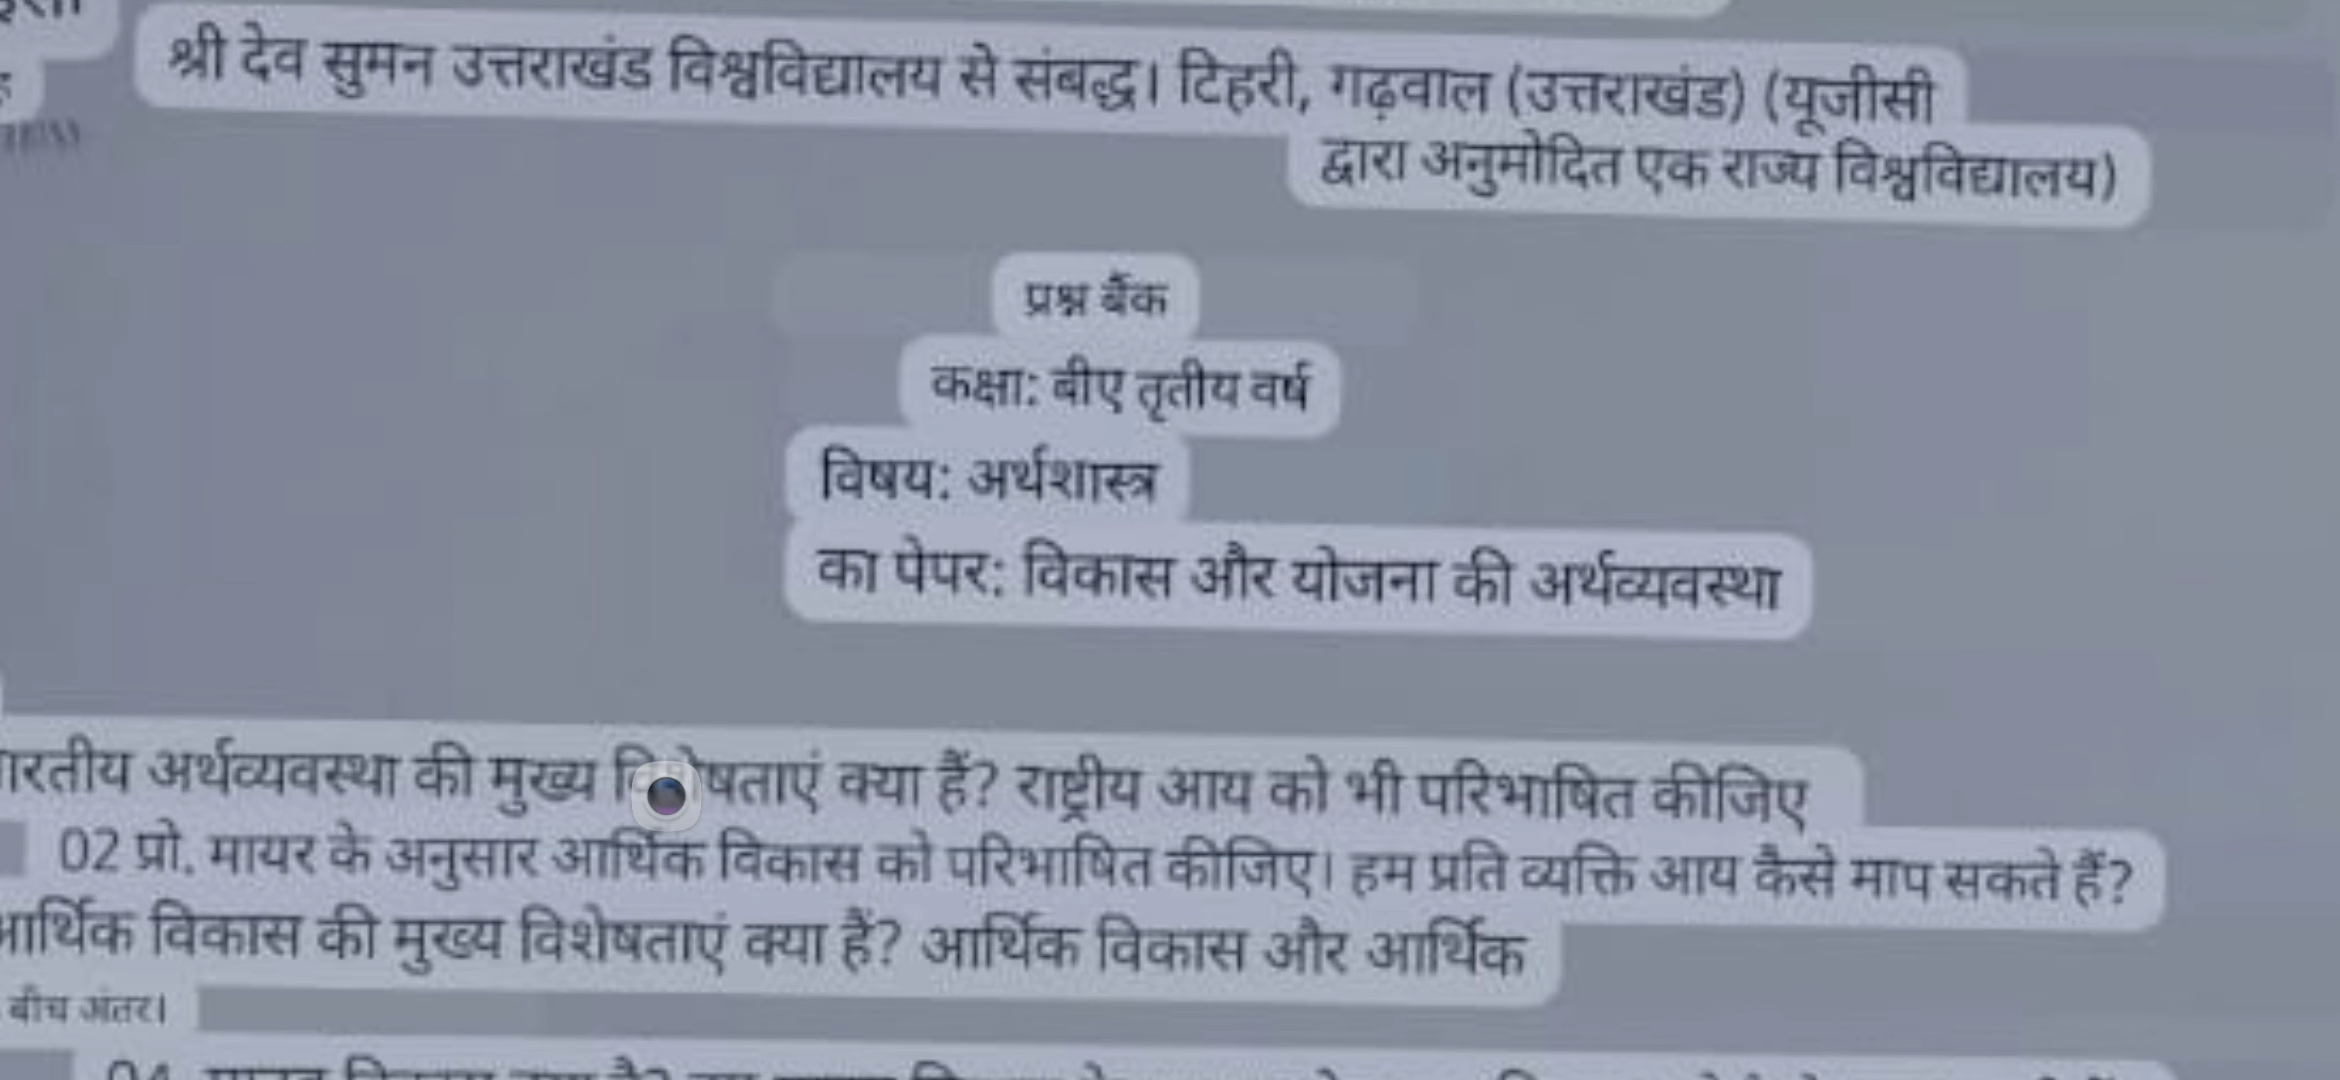 श्री देव सुमन उत्तराखंड विश्वविद्यालय से संबद्ध। टिहरी, गढ़वाल (उत्तराखंड) (यूजीसी
द्वारा अनुमोदित एक राज्य विश्वविद्यालय)
प्रश्न बैंक
कक्षा: बीए तृतीय वर्ष
विषय: अर्थशास्त्र
का पेपर: विकास और योजना की अर्थव्यवस्था
अर्थव्यवस्था की मुख्य क्या हैं? राष्ट्रीय आय को भी परिभाषित कीजिए
02 प्रो. मायर के अनुसार आर्थिक विकास को परिभाषित कीजिए। हम प्रति व्यक्ति आय कैसे माप सकते हैं?
आर्थिक विकास की मुख्य विशेषताएं क्या हैं? आर्थिक विकास और आर्थिक
बीच अंतर।